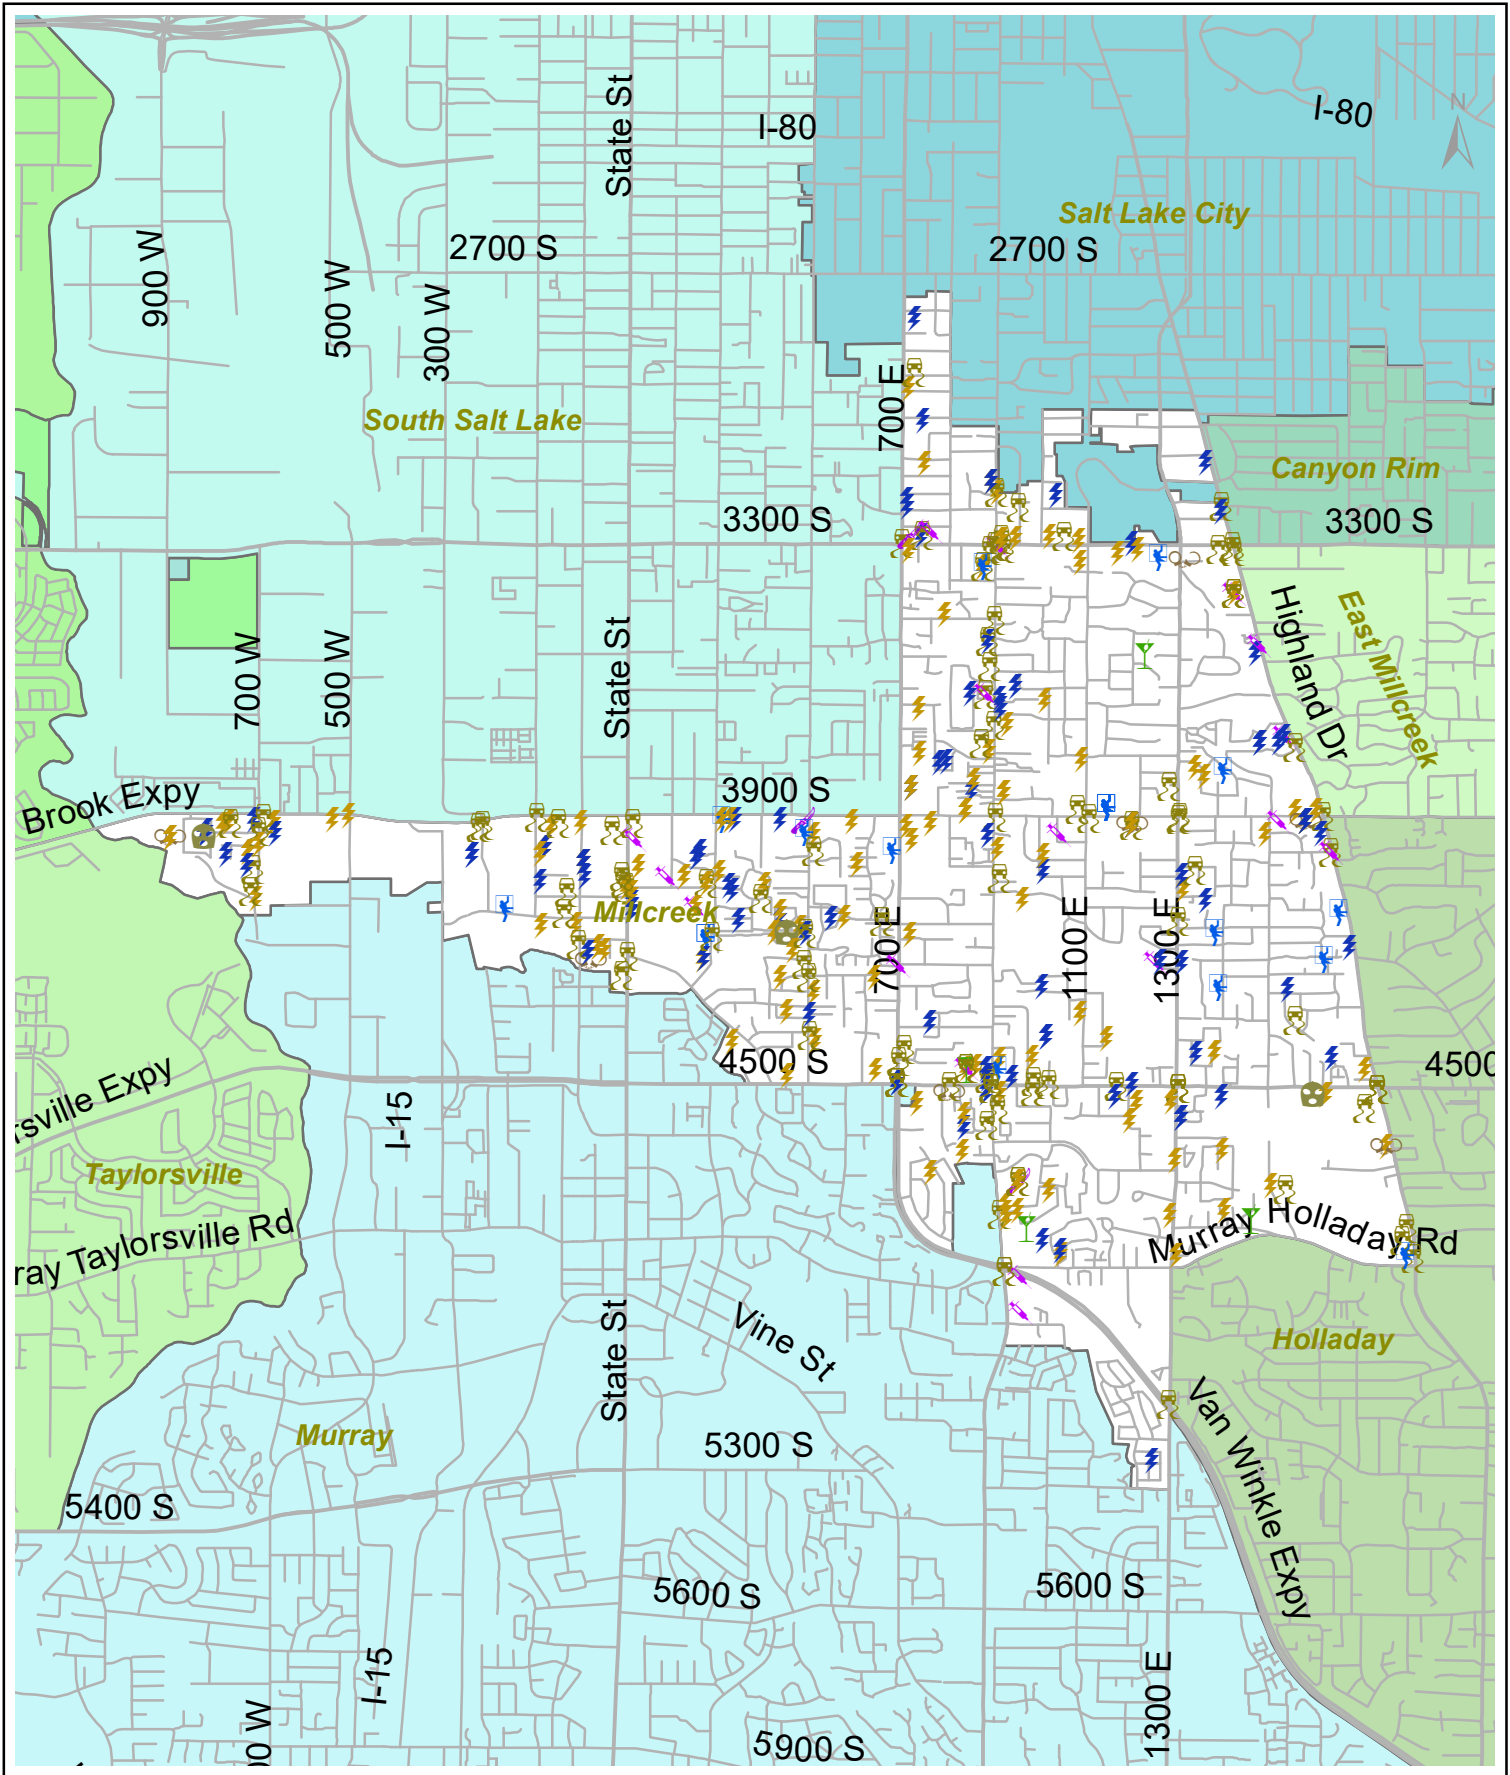 State St
I-80
I-80
N
Salt Lake City
2700 S
2700 S
900 W
500 W
300 W
700 E
South Salt Lake
Canyon Rim
3300 S
3300 S
Highland Dr
East Millcreek
State St
700 W
500 W
3900 S
Brook Expy
Millcreek
700 E
1100 E
1300 E
4500 S
4500
rsville Expy
I-15
Taylorsville
Murray Holladay Rd
ray Taylorsville Rd
State St
Vine St
Holladay
Van Winkle Expy
Murray
5300 S
5400 S
5600 S
5600 S
I-15
1300 E
00 W
5900 S